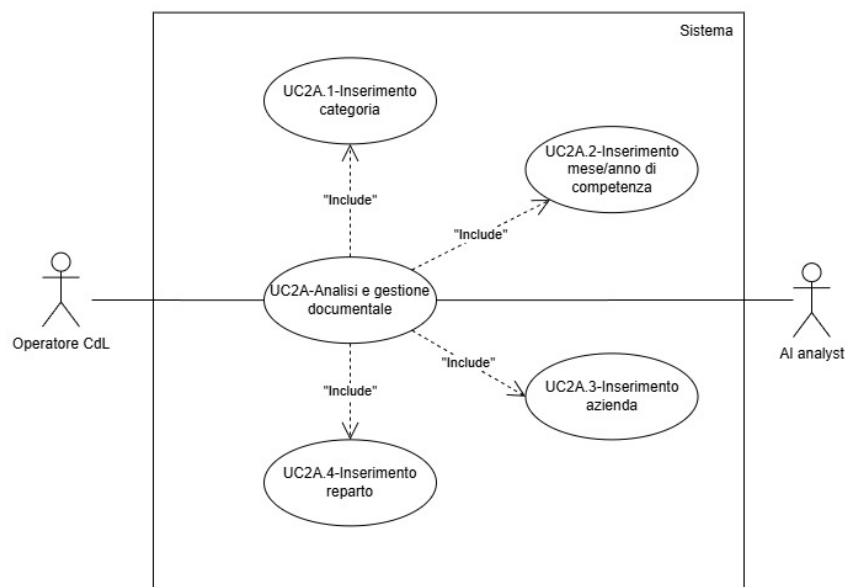 Sistema
UC2A.1-Inserimento
categoria
UC2A.2-Inserimento
mese/anno di
competenza
"Include"
"Include"
UC2A-Analisi e gestione
documentale
Operatore CdL
AI analyst
"Include"
"Include"
UC2A.3-Inserimento
azienda
UC2A.4-Inserimento
reparto